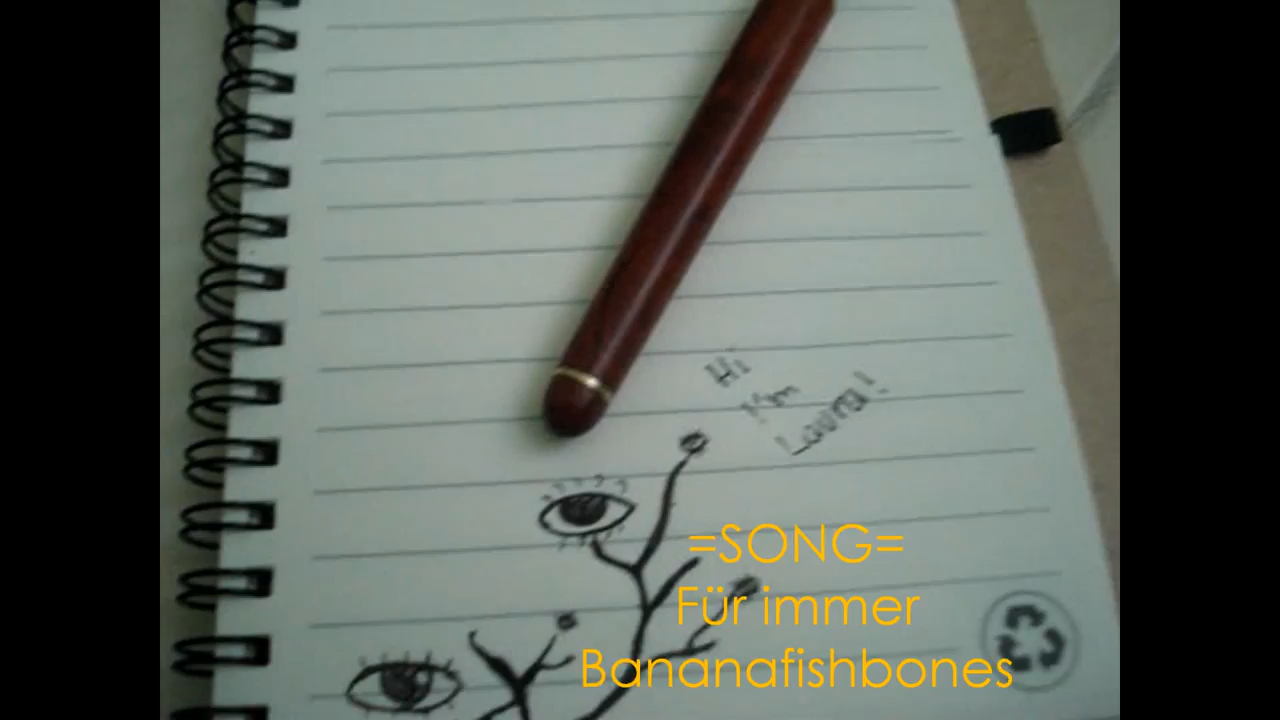 Hi
I'm
Laura!
=SONG=
Für immer
Bananafishbones